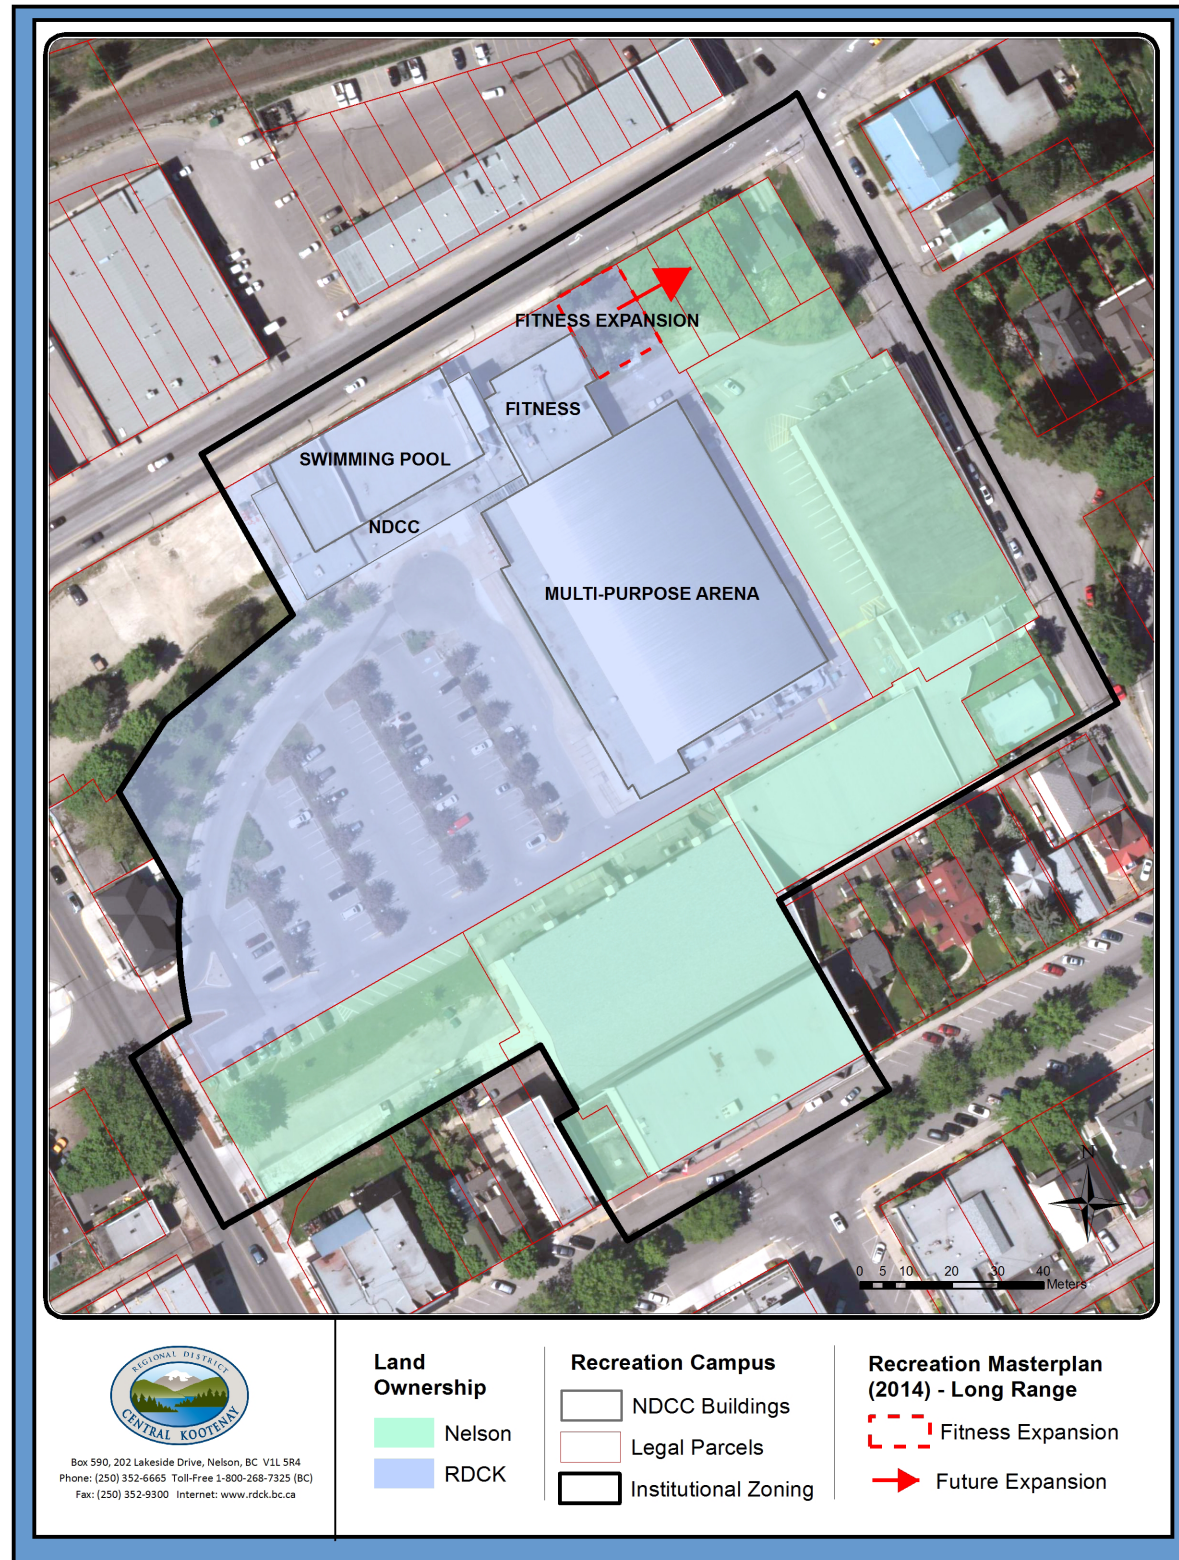 FITNESS EXPANSION
FITNESS
SWIMMING POOL
NDCC
MULTI-PURPOSE ARENA
N
0 5 10 20 30 40
Meters
REGIONAL DISTRICT
CENTRAL KOOTENAY
Box 590, 202 Lakeside Drive, Nelson, BC V1L 5R4
Phone: (250) 352-6665 Toll-Free 1-800-268-7325 (BC)
Fax: (250) 352-9300 Internet: www.rdck.bc.ca
Land
Ownership
Nelson
RDCK
Recreation Campus
NDCC Buildings
Legal Parcels
Institutional Zoning
Recreation Masterplan
(2014) - Long Range
Fitness Expansion
Future Expansion